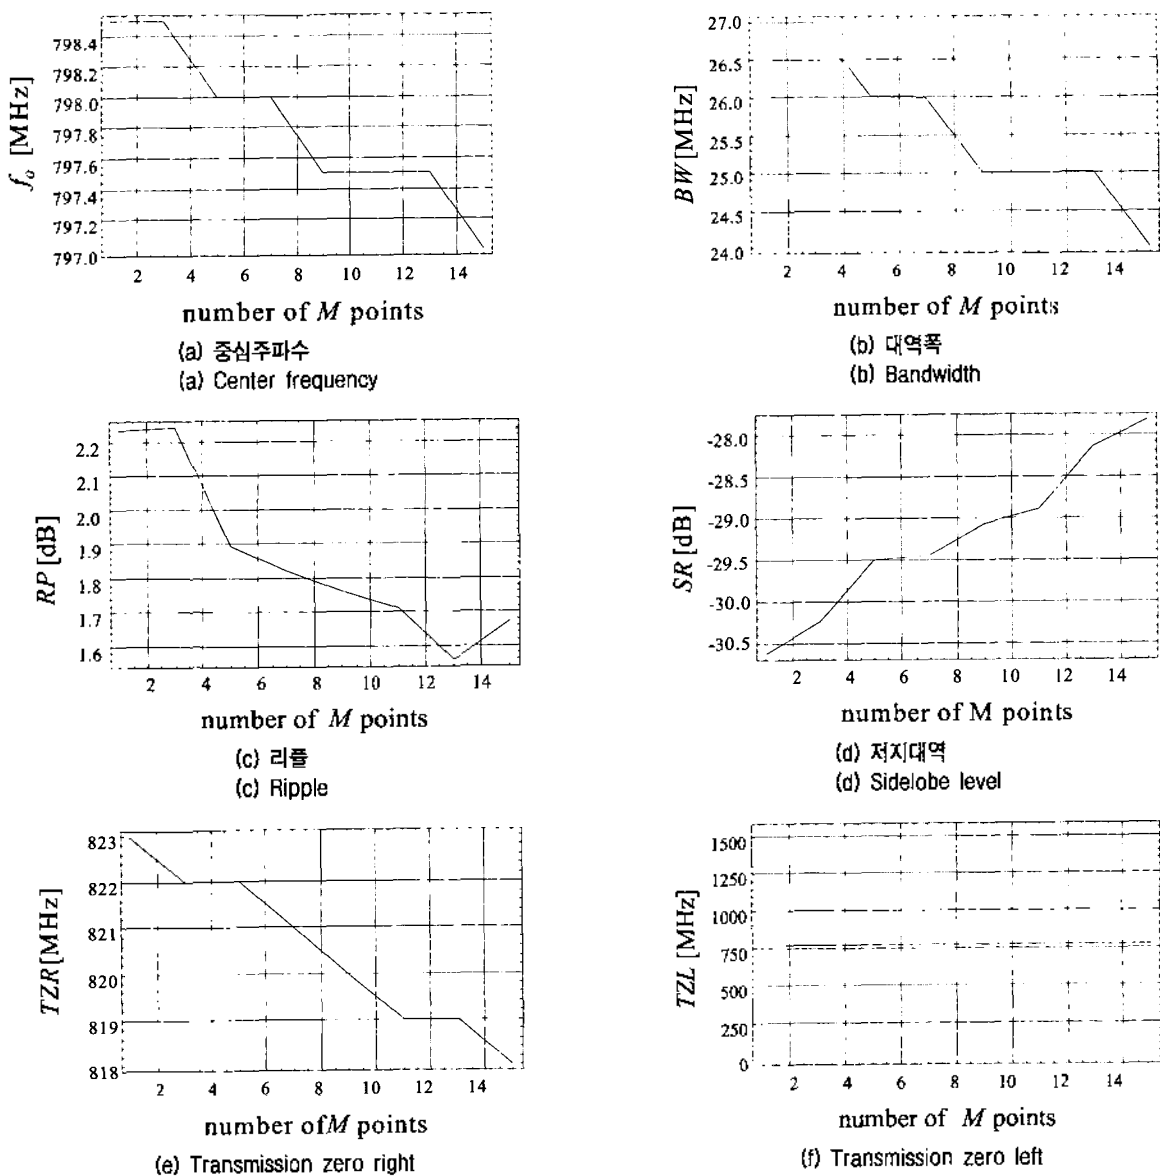 798.4
798.2
798.0
797.8
797.6
797.4
797.2
797.0
f_o [MHz]
2 4 6 8 10 12 14
number of M points
(a) 중심주파수
(a) Center frequency
27.0
26.5
26.0
25.5
25.0
24.5
24.0
BW [MHz]
2 4 6 8 10 12 14
number of M points
(b) 대역폭
(b) Bandwidth
2.2
2.1
2.0
1.9
1.8
1.7
1.6
RP [dB]
2 4 6 8 10 12 14
number of M points
(c) 리플
(c) Ripple
-28.0
-28.5
-29.0
-29.5
-30.0
-30.5
SR [dB]
2 4 6 8 10 12 14
number of M points
(d) 저지대역
(d) Sidelobe level
823
822
821
820
819
818
TZR [MHz]
2 4 6 8 10 12 14
number of M points
(e) Transmission zero right
1500
1250
1000
750
500
250
0
TZL [MHz]
2 4 6 8 10 12 14
number of M points
(f) Transmission zero left